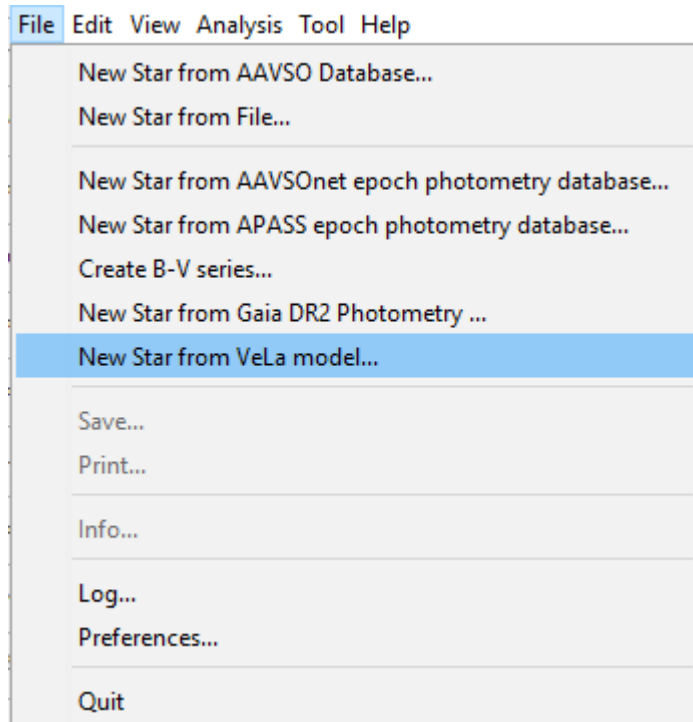 File Edit View Analysis Tool Help
New Star from AAVSO Database...
New Star from File...
New Star from AAVSOnet epoch photometry database...
New Star from APASS epoch photometry database...
Create B-V series...
New Star from Gaia DR2 Photometry ...
New Star from VeLa model...
Save...
Print...
Info...
Log...
Preferences...
Quit